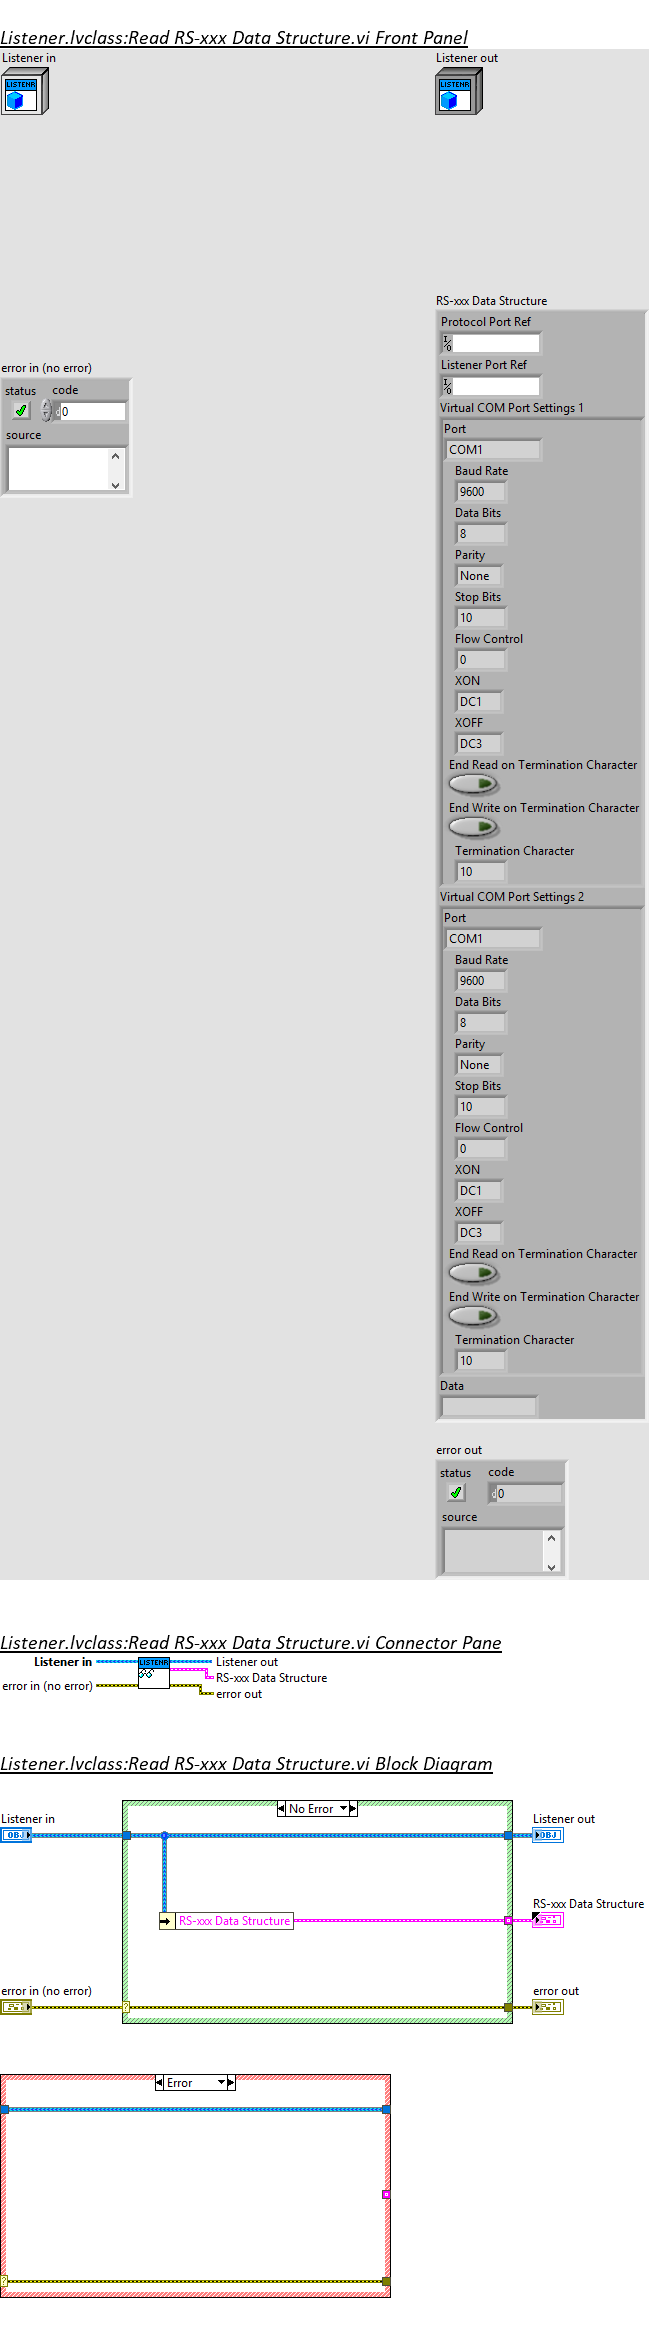 Listener.lvclass:Read RS-xxx Data Structure.vi Front Panel
Listener in
Listener out
LISTENR
LISTENR
RS-xxx Data Structure
Protocol Port Ref
I/O
Listener Port Ref
I/O
error in (no error)
status code
d 0
source
Virtual COM Port Settings 1
Port
COM1
Baud Rate
9600
Data Bits
8
Parity
None
Stop Bits
10
Flow Control
0
XON
DC1
XOFF
DC3
End Read on Termination Character
End Write on Termination Character
Termination Character
10
Virtual COM Port Settings 2
Port
COM1
Baud Rate
9600
Data Bits
8
Parity
None
Stop Bits
10
Flow Control
0
XON
DC1
XOFF
DC3
End Read on Termination Character
End Write on Termination Character
Termination Character
10
Data
error out
status code
d 0
source
Listener.lvclass:Read RS-xxx Data Structure.vi Connector Pane
Listener in
LISTENR
Listener out
RS-xxx Data Structure
error in (no error)
error out
Listener.lvclass:Read RS-xxx Data Structure.vi Block Diagram
No Error
Listener in
Listener out
OBJ
OBJ
RS-xxx Data Structure
RS-xxx Data Structure
error in (no error)
error out
?
Error
?